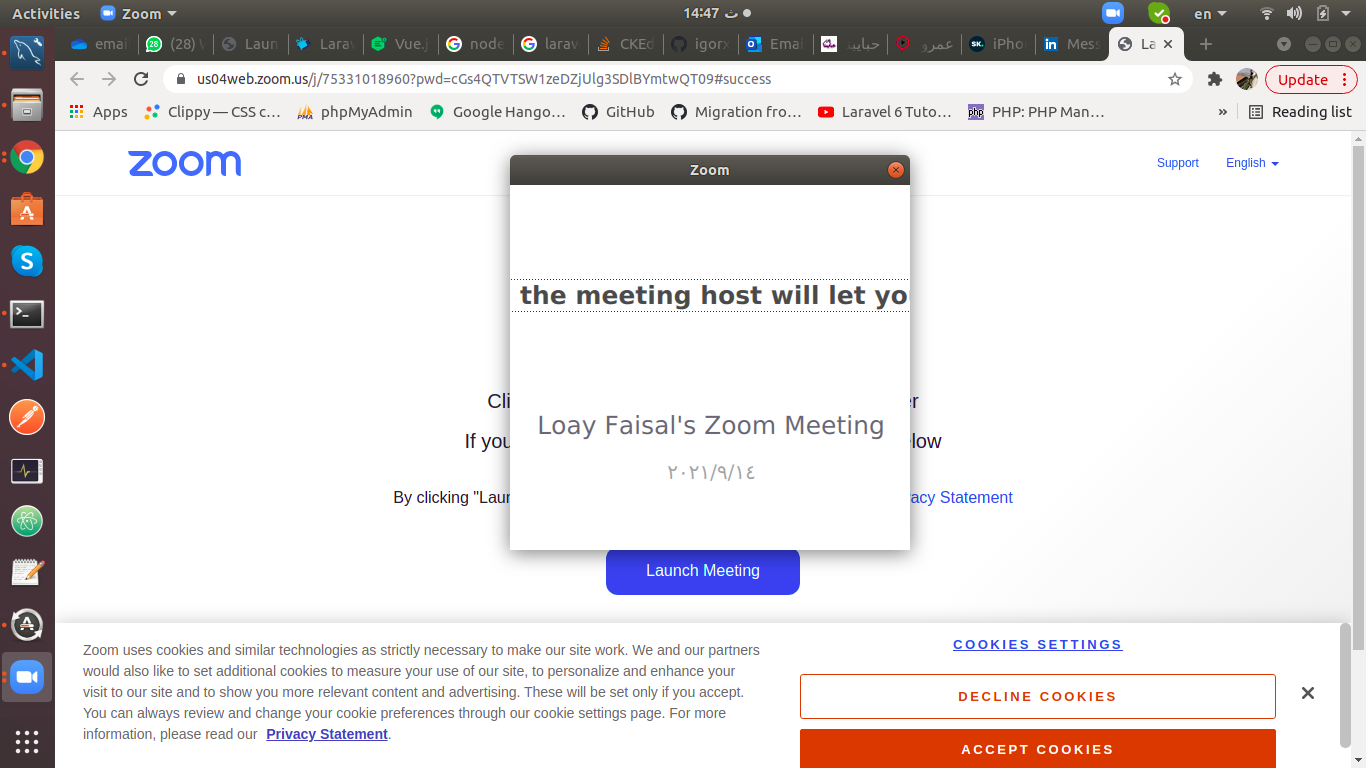 Activities
Zoom
ث 14:47
en
emai
(28) W
Laun
Larav
Vue.j
node
larav
CKEd
igorx
Emai
حبايبن
عمرو
iPho
Mess
La
us04web.zoom.us/j/75331018960?pwd=cGs4QTVTSW1zeDZjUlg3SDlBYmtwQT09#success
Update
Apps
Clippy — CSS c…
phpMyAdmin
Google Hango…
GitHub
Migration fro…
Laravel 6 Tuto…
PHP: PHP Man…
»
Reading list
zoom
Support
English
Zoom
the meeting host will let yo
Cli
er
Loay Faisal's Zoom Meeting
If you
elow
٢٠٢١/٩/١٤
By clicking "Laun
acy Statement
Launch Meeting
Zoom uses cookies and similar technologies as strictly necessary to make our site work. We and our partners
would also like to set additional cookies to measure your use of our site, to personalize and enhance your
visit to our site and to show you more relevant content and advertising. These will be set only if you accept.
You can always review and change your cookie preferences through our cookie settings page. For more
information, please read our Privacy Statement.
COOKIES SETTINGS
DECLINE COOKIES
ACCEPT COOKIES